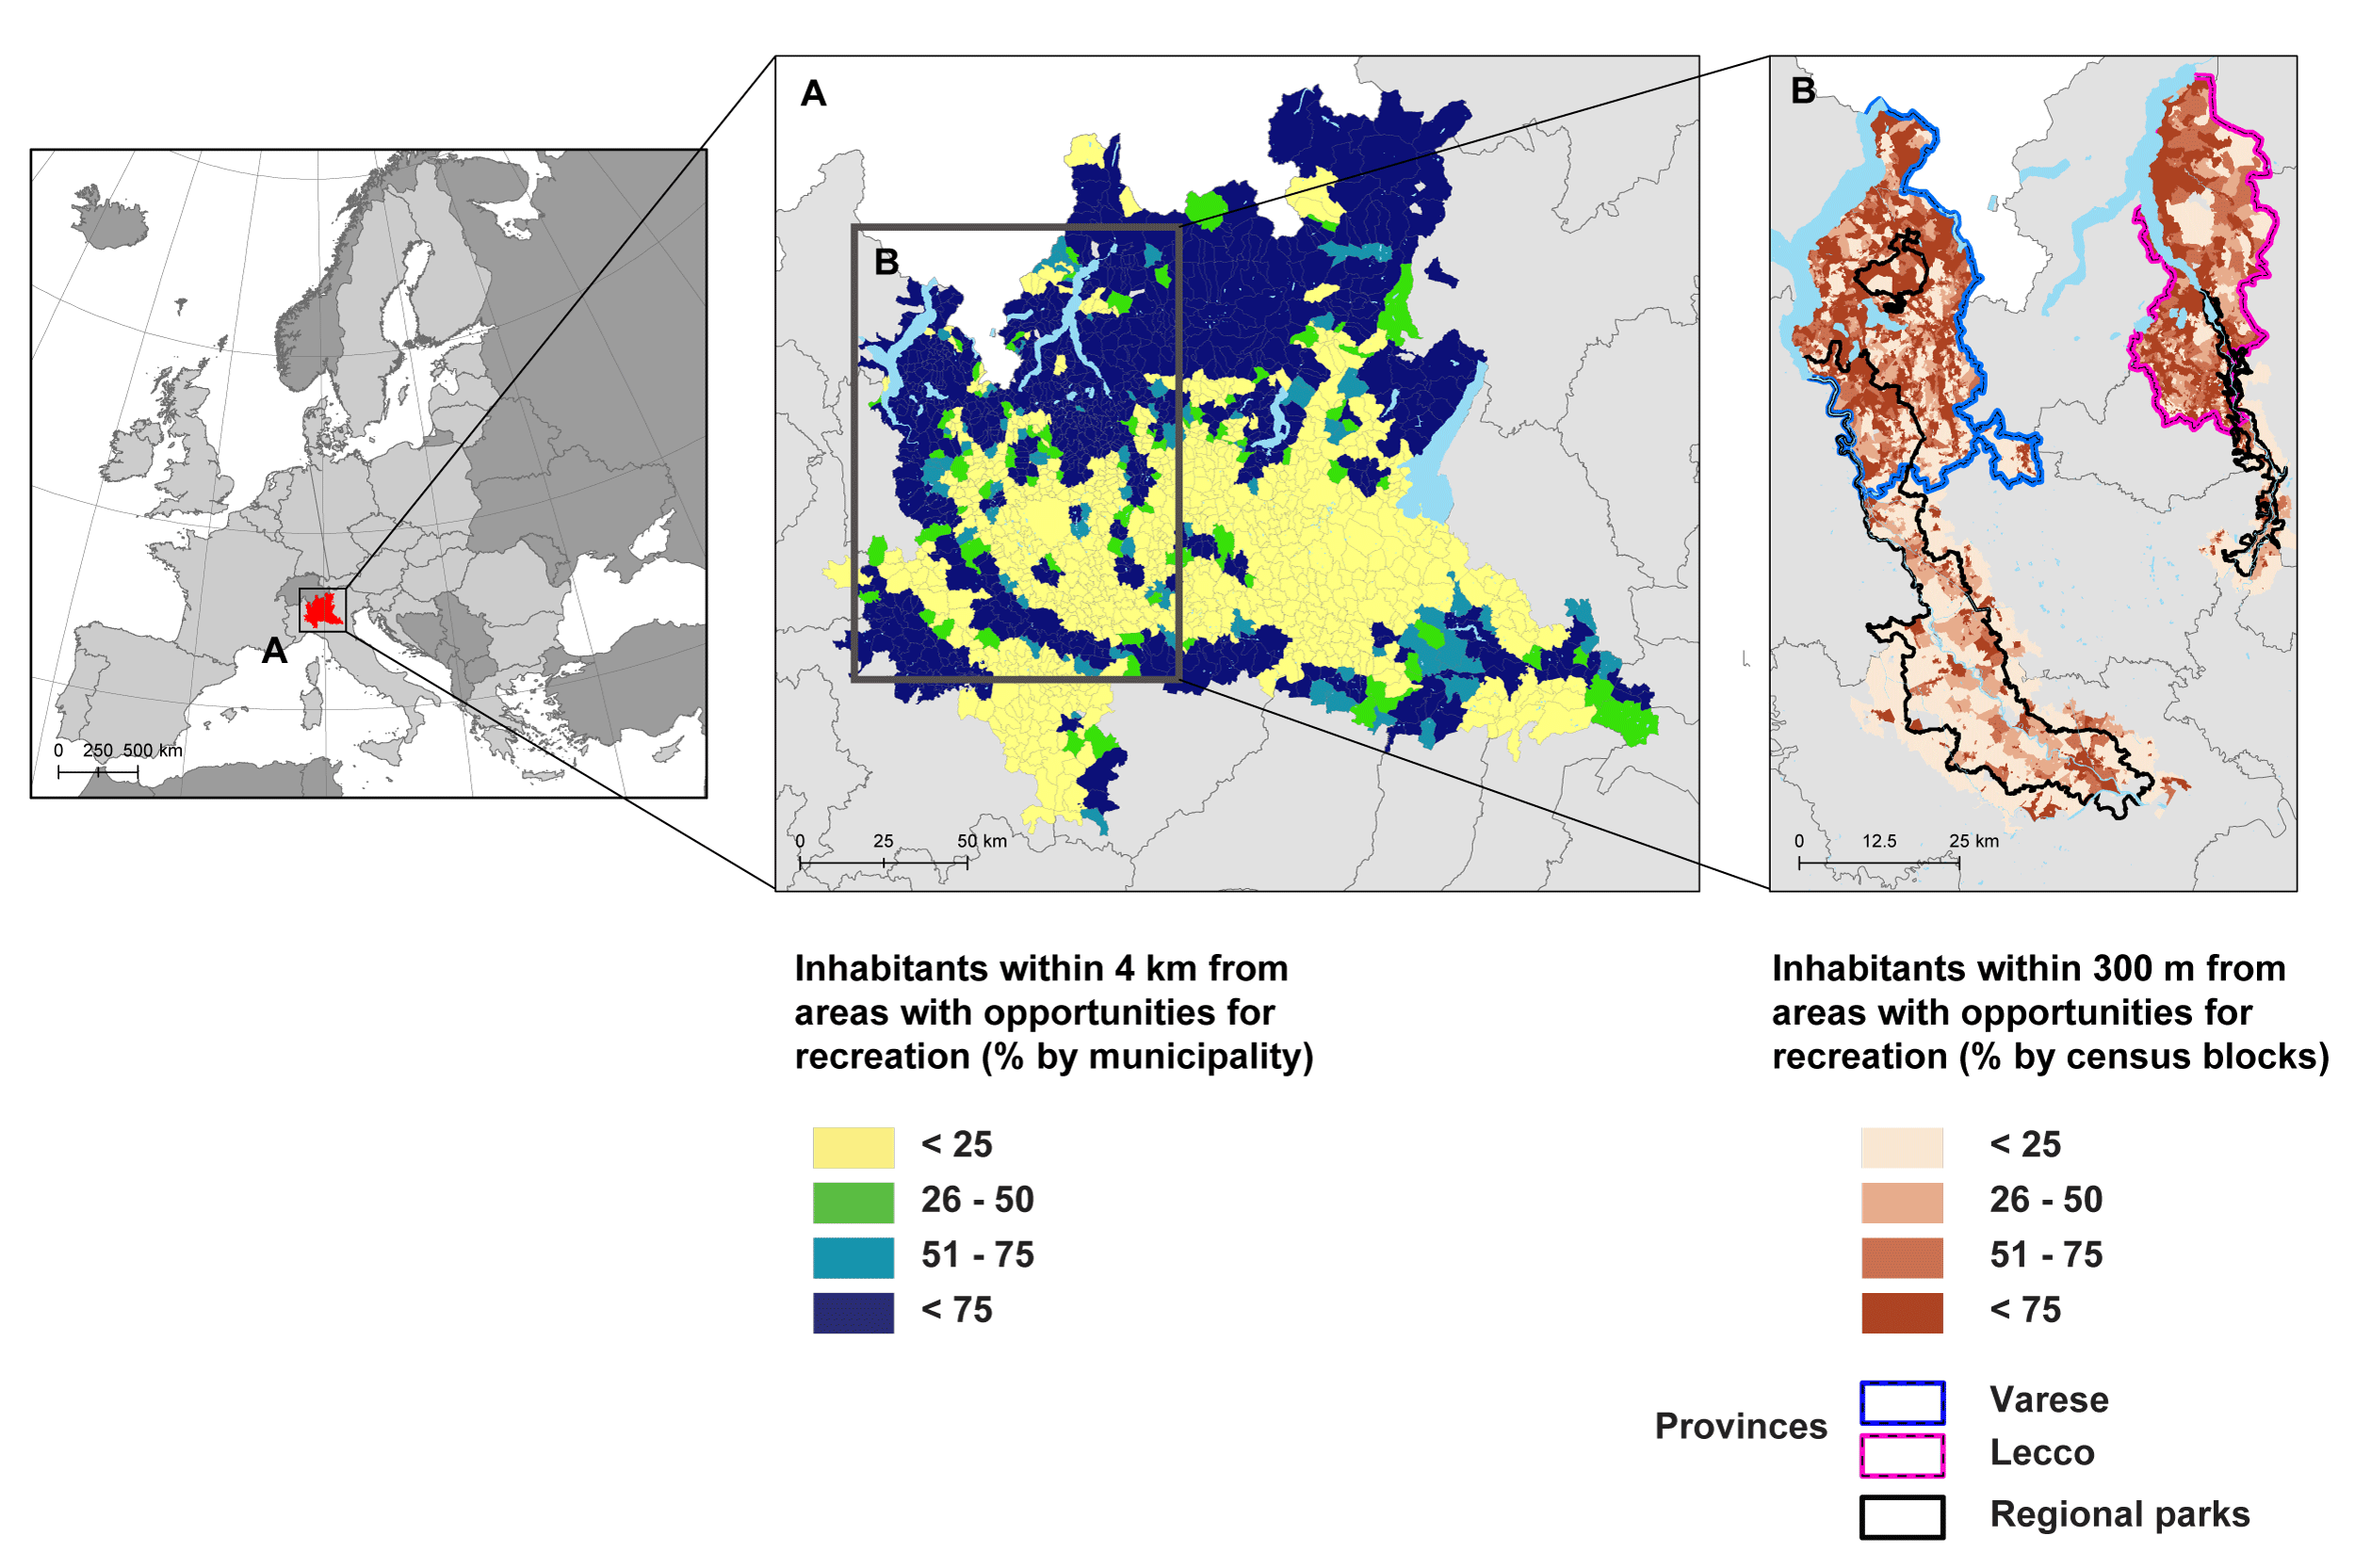 A
B
B
A
0 250 500 km
0 25 50 km
0 12.5 25 km
Inhabitants within 4 km from
areas with opportunities for
recreation (% by municipality)
< 25
26 - 50
51 - 75
< 75
Inhabitants within 300 m from
areas with opportunities for
recreation (% by census blocks)
< 25
26 - 50
51 - 75
< 75
Provinces
Varese
Lecco
Regional parks